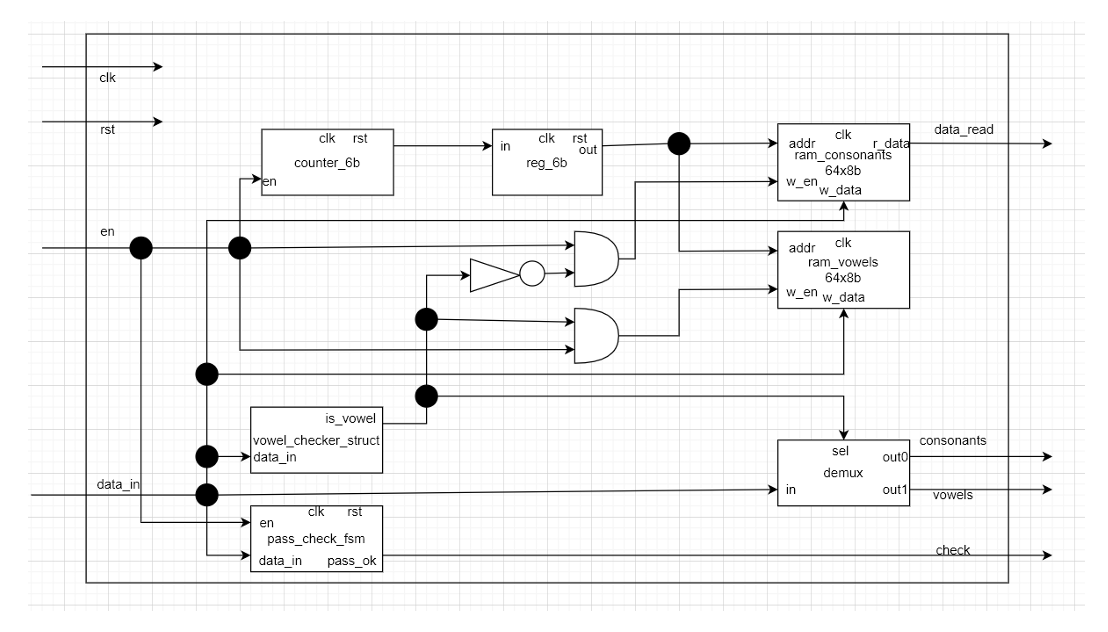 clk
rst
clk rst
counter_6b
en
in clk rst
out
reg_6b
addr clk r_data
ram_consonants
64x8b
w_en
w_data
data_read
en
addr clk
ram_vowels
64x8b
w_en
w_data
is_vowel
vowel_checker_struct
data_in
sel
demux
in
out0
out1
consonants
vowels
data_in
clk rst
en
pass_check_fsm
data_in pass_ok
check